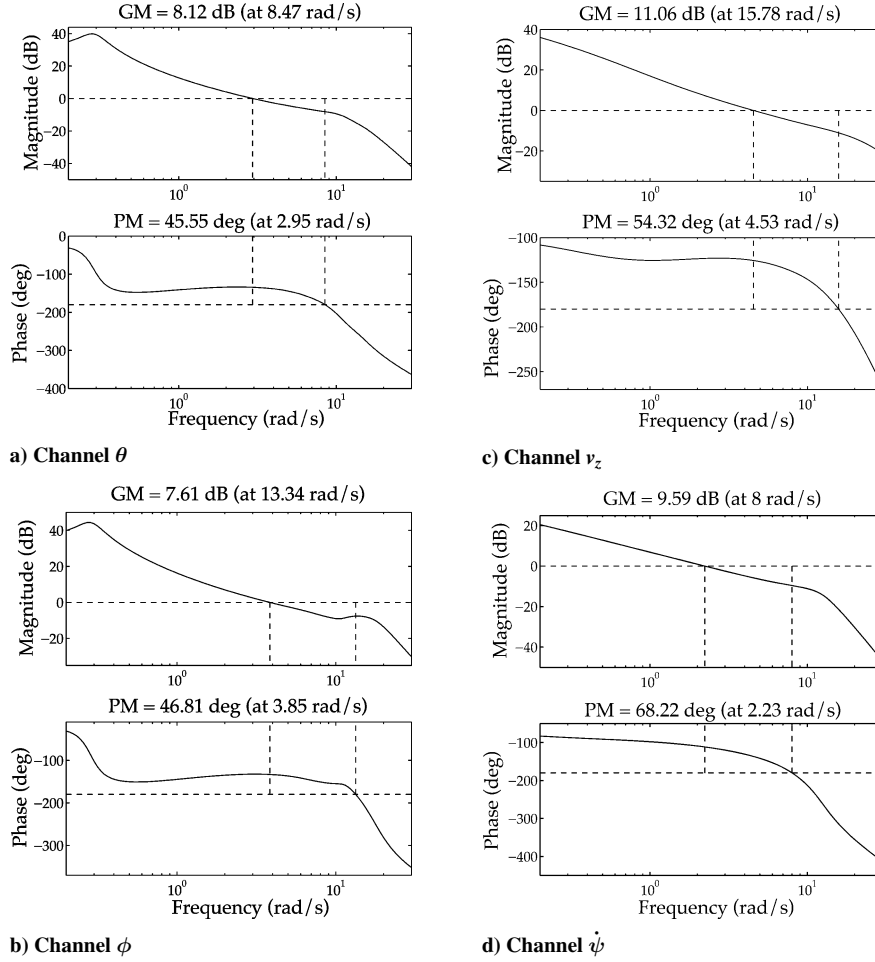 GM = 8.12 dB (at 8.47 rad/s)
Magnitude (dB)
40
20
0
−20
−40
10^0
10^1
PM = 45.55 deg (at 2.95 rad/s)
Phase (deg)
0
−100
−200
−300
−400
10^0
10^1
Frequency (rad/s)
a) Channel θ
GM = 11.06 dB (at 15.78 rad/s)
Magnitude (dB)
40
20
0
−20
10^0
10^1
PM = 54.32 deg (at 4.53 rad/s)
Phase (deg)
−100
−150
−200
−250
10^0
10^1
Frequency (rad/s)
c) Channel v_z
GM = 7.61 dB (at 13.34 rad/s)
Magnitude (dB)
40
20
0
−20
10^0
10^1
PM = 46.81 deg (at 3.85 rad/s)
Phase (deg)
−100
−200
−300
10^0
10^1
Frequency (rad/s)
b) Channel ϕ
GM = 9.59 dB (at 8 rad/s)
Magnitude (dB)
20
0
−20
−40
10^0
10^1
PM = 68.22 deg (at 2.23 rad/s)
Phase (deg)
−100
−200
−300
−400
10^0
10^1
Frequency (rad/s)
d) Channel ψ̇